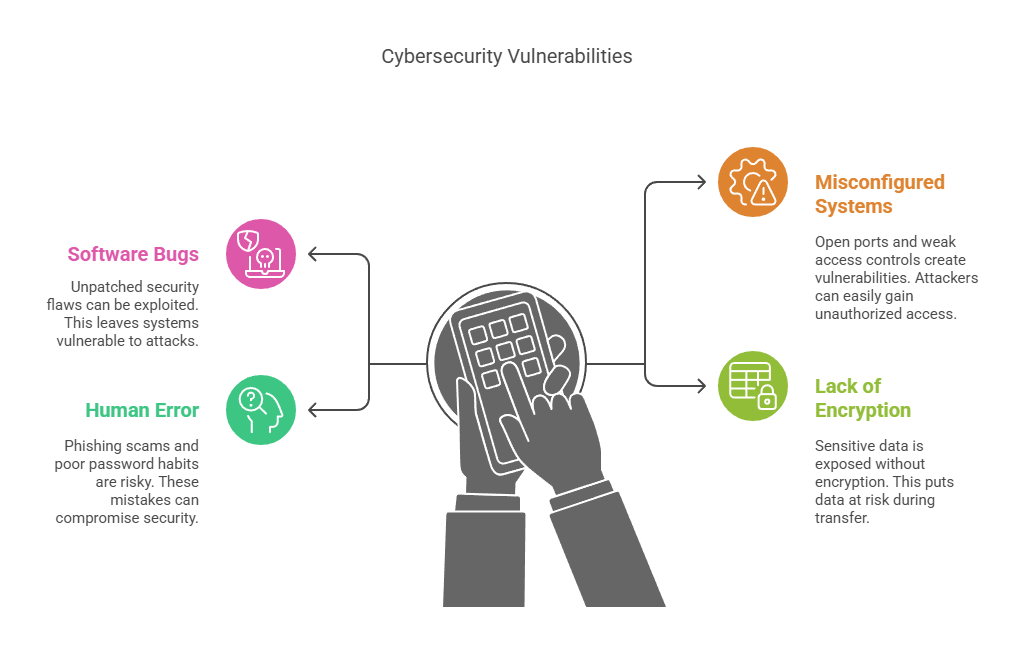 Cybersecurity Vulnerabilities
Software Bugs
Unpatched security
flaws can be exploited.
This leaves systems
vulnerable to attacks.
Human Error
Phishing scams and
poor password habits
are risky. These
mistakes can
compromise security.
Misconfigured
Systems
Open ports and weak
access controls create
vulnerabilities. Attackers
can easily gain
unauthorized access.
Lack of
Encryption
Sensitive data is
exposed without
encryption. This puts
data at risk during
transfer.